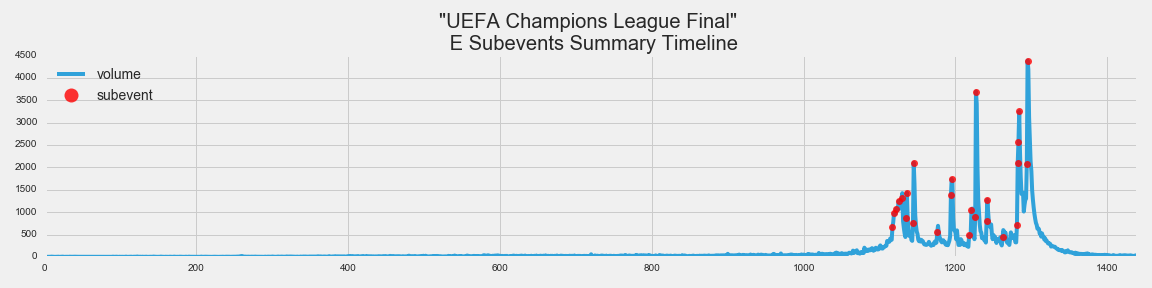 "UEFA Champions League Final"
E Subevents Summary Timeline
4500
4000
3500
3000
2500
2000
1500
1000
500
0
volume
subevent
0 200 400 600 800 1000 1200 1400